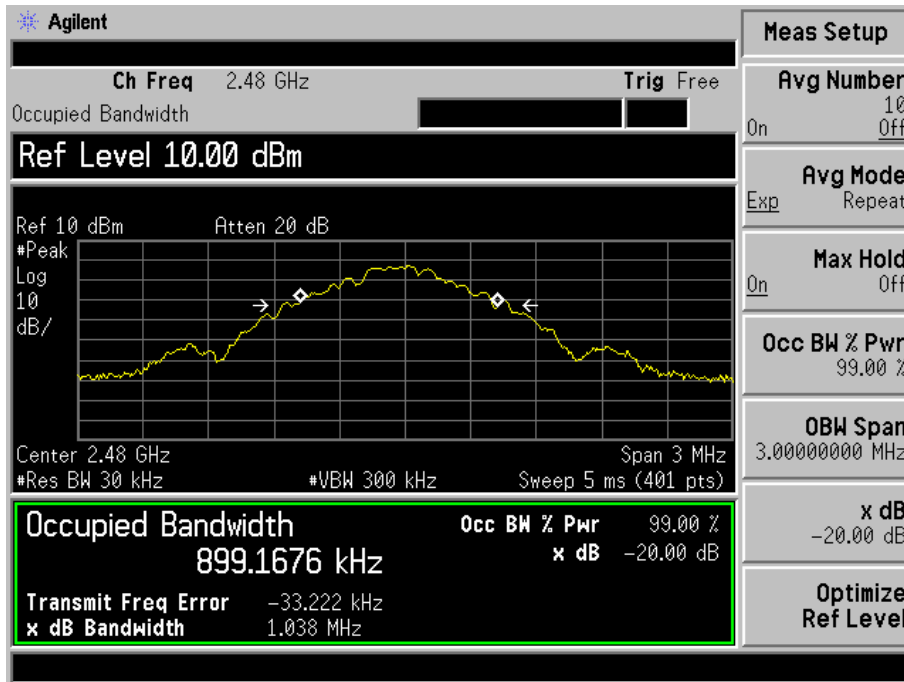 Agilent
Ch Freq 2.48 GHz Trig Free
Occupied Bandwidth
Ref Level 10.00 dBm
Ref 10 dBm Atten 20 dB
#Peak
Log
10
dB/
Center 2.48 GHz Span 3 MHz
#Res BW 30 kHz #VBW 300 kHz Sweep 5 ms (401 pts)
Occupied Bandwidth Occ BW % Pwr 99.00 %
899.1676 kHz x dB -20.00 dB
Transmit Freq Error -33.222 kHz
x dB Bandwidth 1.038 MHz
Meas Setup
Avg Number
10
On Off
Avg Mode
Exp Repeat
Max Hold
On Off
Occ BW % Pwr
99.00 %
OBW Span
3.00000000 MHz
x dB
-20.00 dB
Optimize
Ref Level